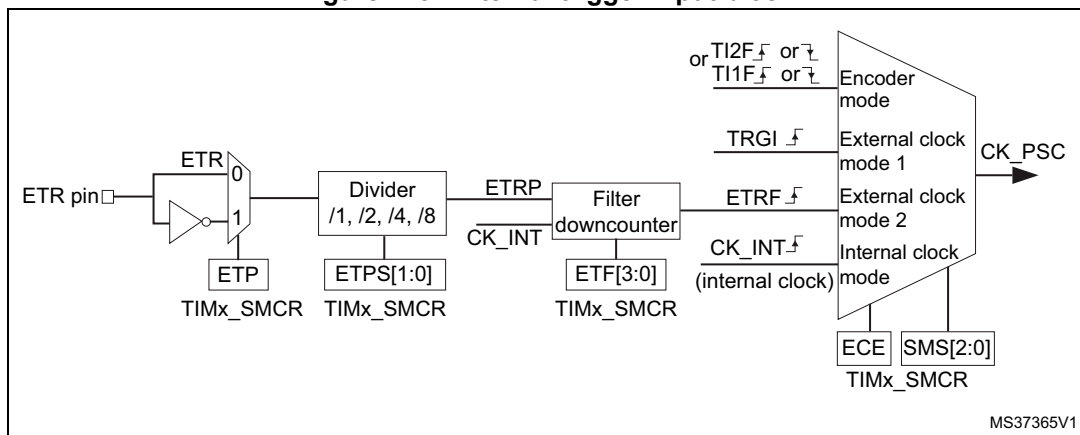 ETR pin
ETR
0
1
ETP
TIMx_SMCR
Divider
/1, /2, /4, /8
ETPS[1:0]
TIMx_SMCR
ETRP
CK_INT
Filter
downcounter
ETF[3:0]
TIMx_SMCR
or TI2F or
TI1F or
Encoder
mode
TRGI
External clock
mode 1
ETRF
External clock
mode 2
CK_INT
(internal clock)
Internal clock
mode
CK_PSC
ECE
SMS[2:0]
TIMx_SMCR
MS37365V1